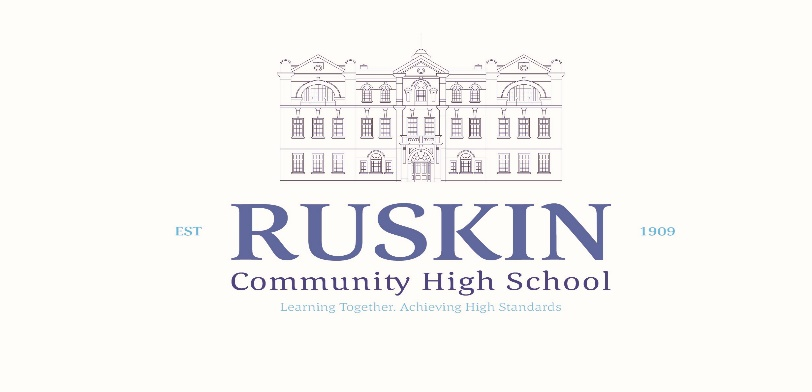 EST RUSKIN 1909
Community High School
Learning Together. Achieving High Standards